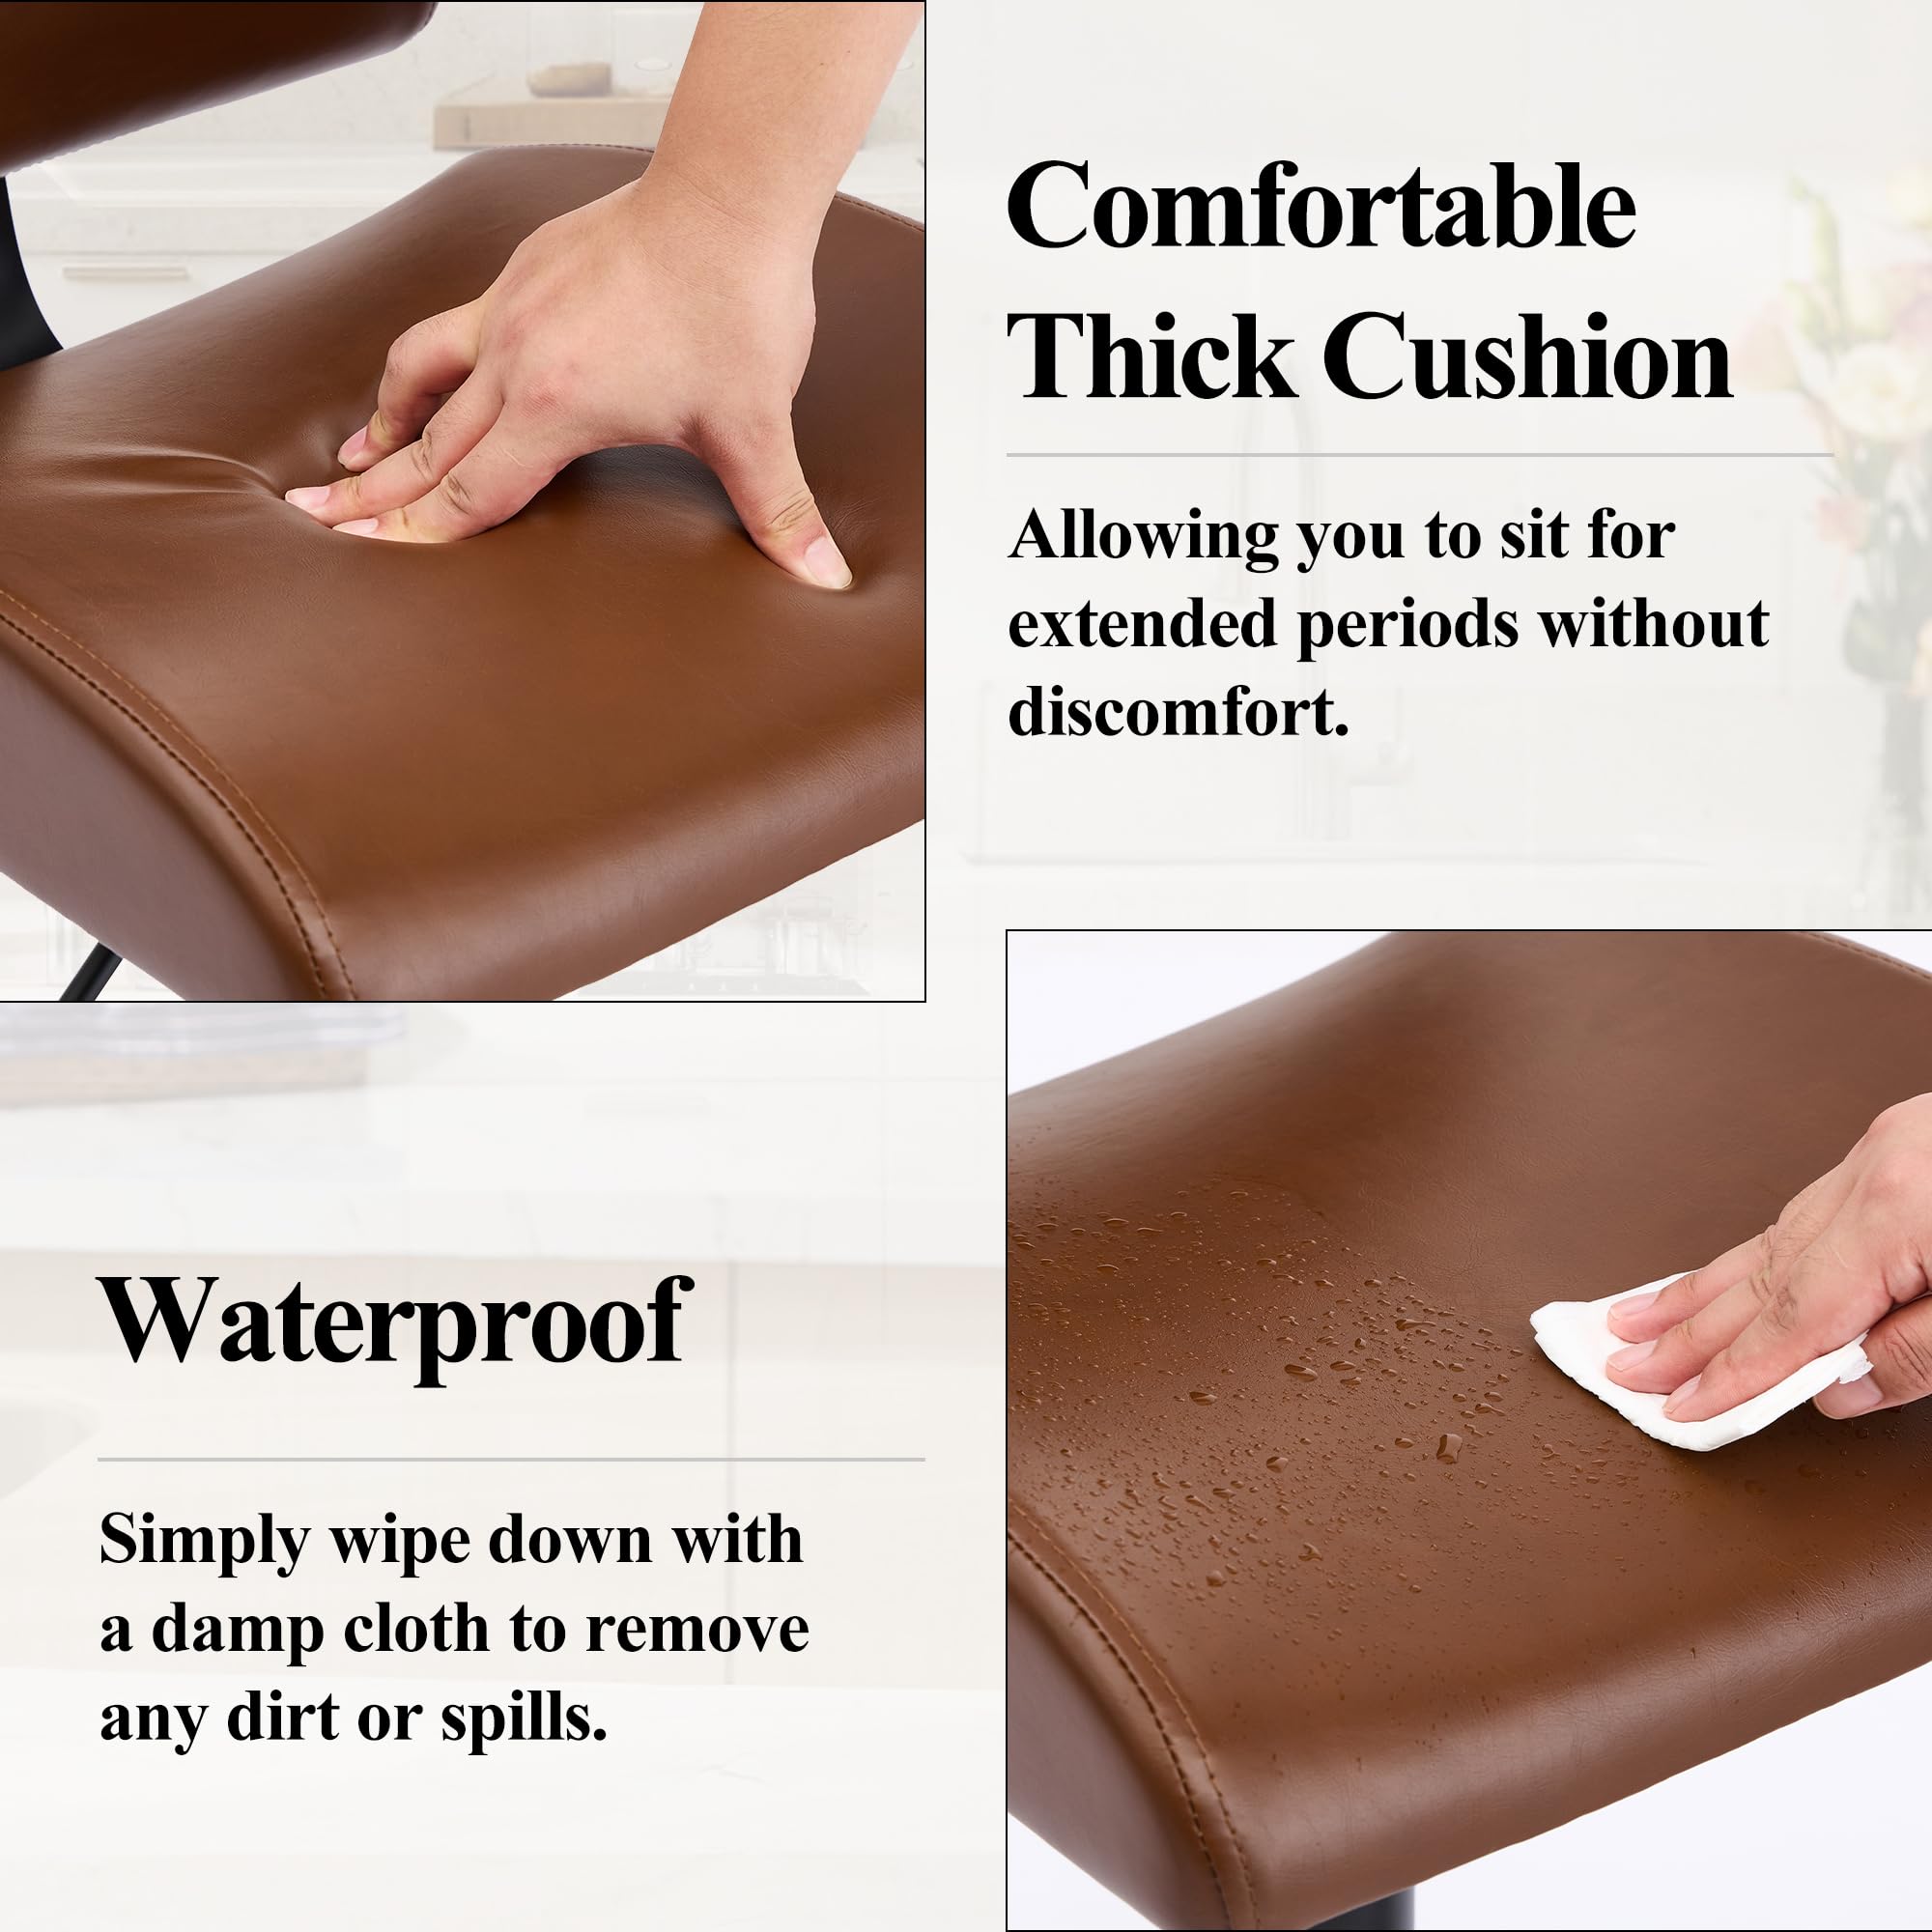 Comfortable
Thick Cushion
Allowing you to sit for
extended periods without
discomfort.
Waterproof
Simply wipe down with
a damp cloth to remove
any dirt or spills.